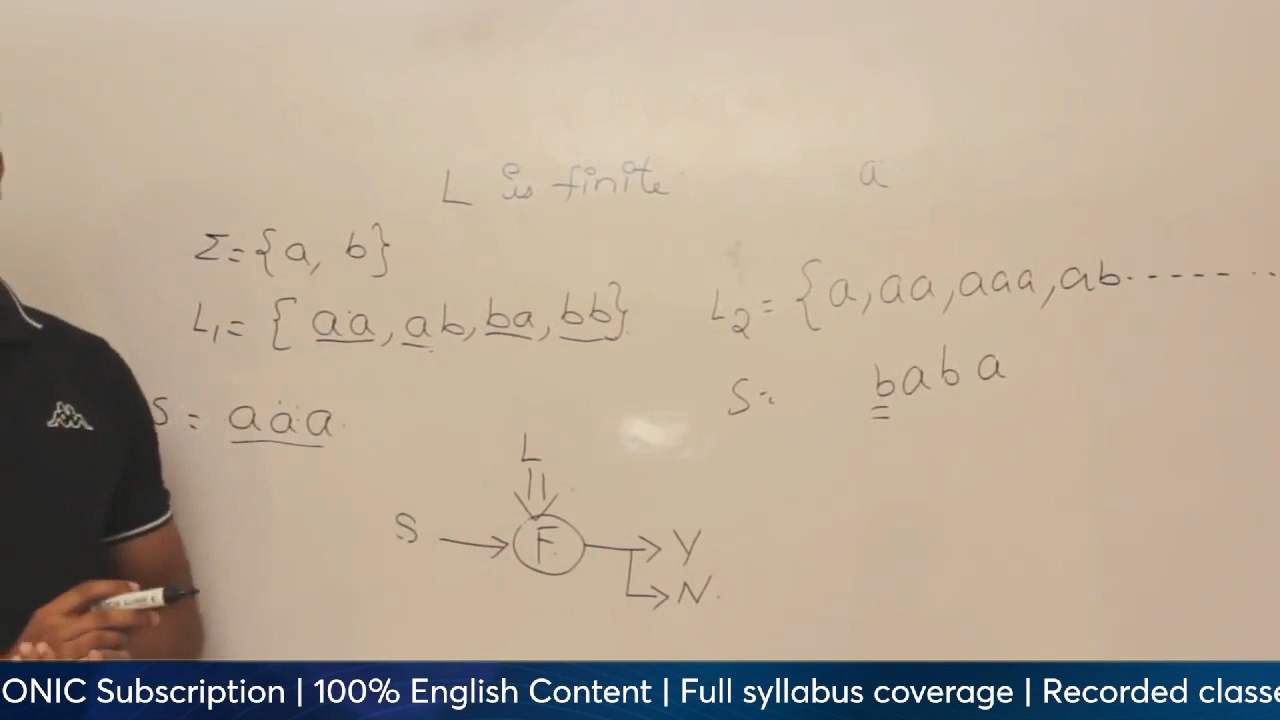 L is finite a
Σ = {a, b}
L₁ = { aa, ab, ba, bb} L₂ = {a, aa, aaa, ab.......
S = aaa. S = baba
L
S F Y
N.
ONIC Subscription | 100% English Content | Full syllabus coverage | Recorded classe